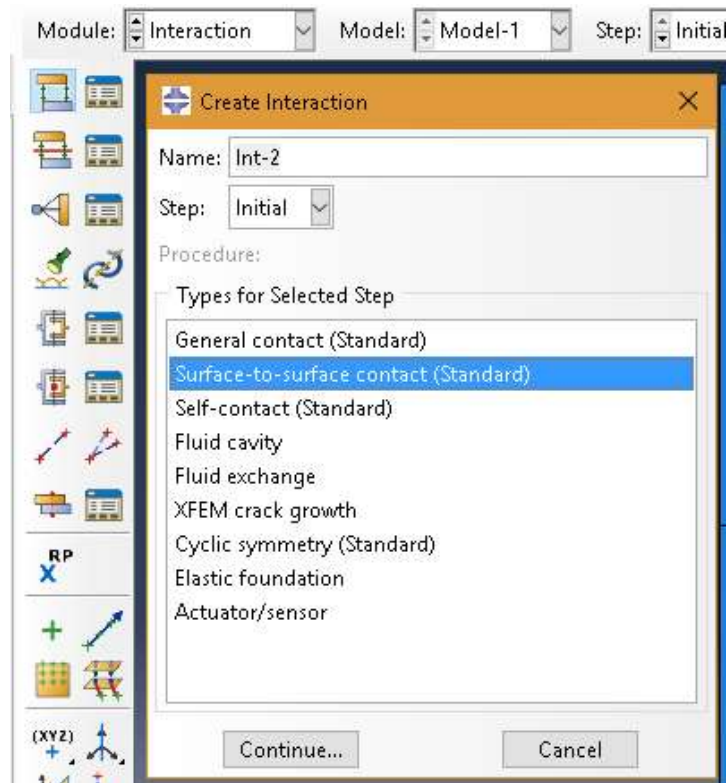 Module: Interaction Model: Model-1 Step: Initial
Create Interaction
Name: Int-2
Step: Initial
Procedure:
Types for Selected Step
General contact (Standard)
Surface-to-surface contact (Standard)
Self-contact (Standard)
Fluid cavity
Fluid exchange
XFEM crack growth
Cyclic symmetry (Standard)
Elastic foundation
Actuator/sensor
RP
(XYZ)
Continue... Cancel